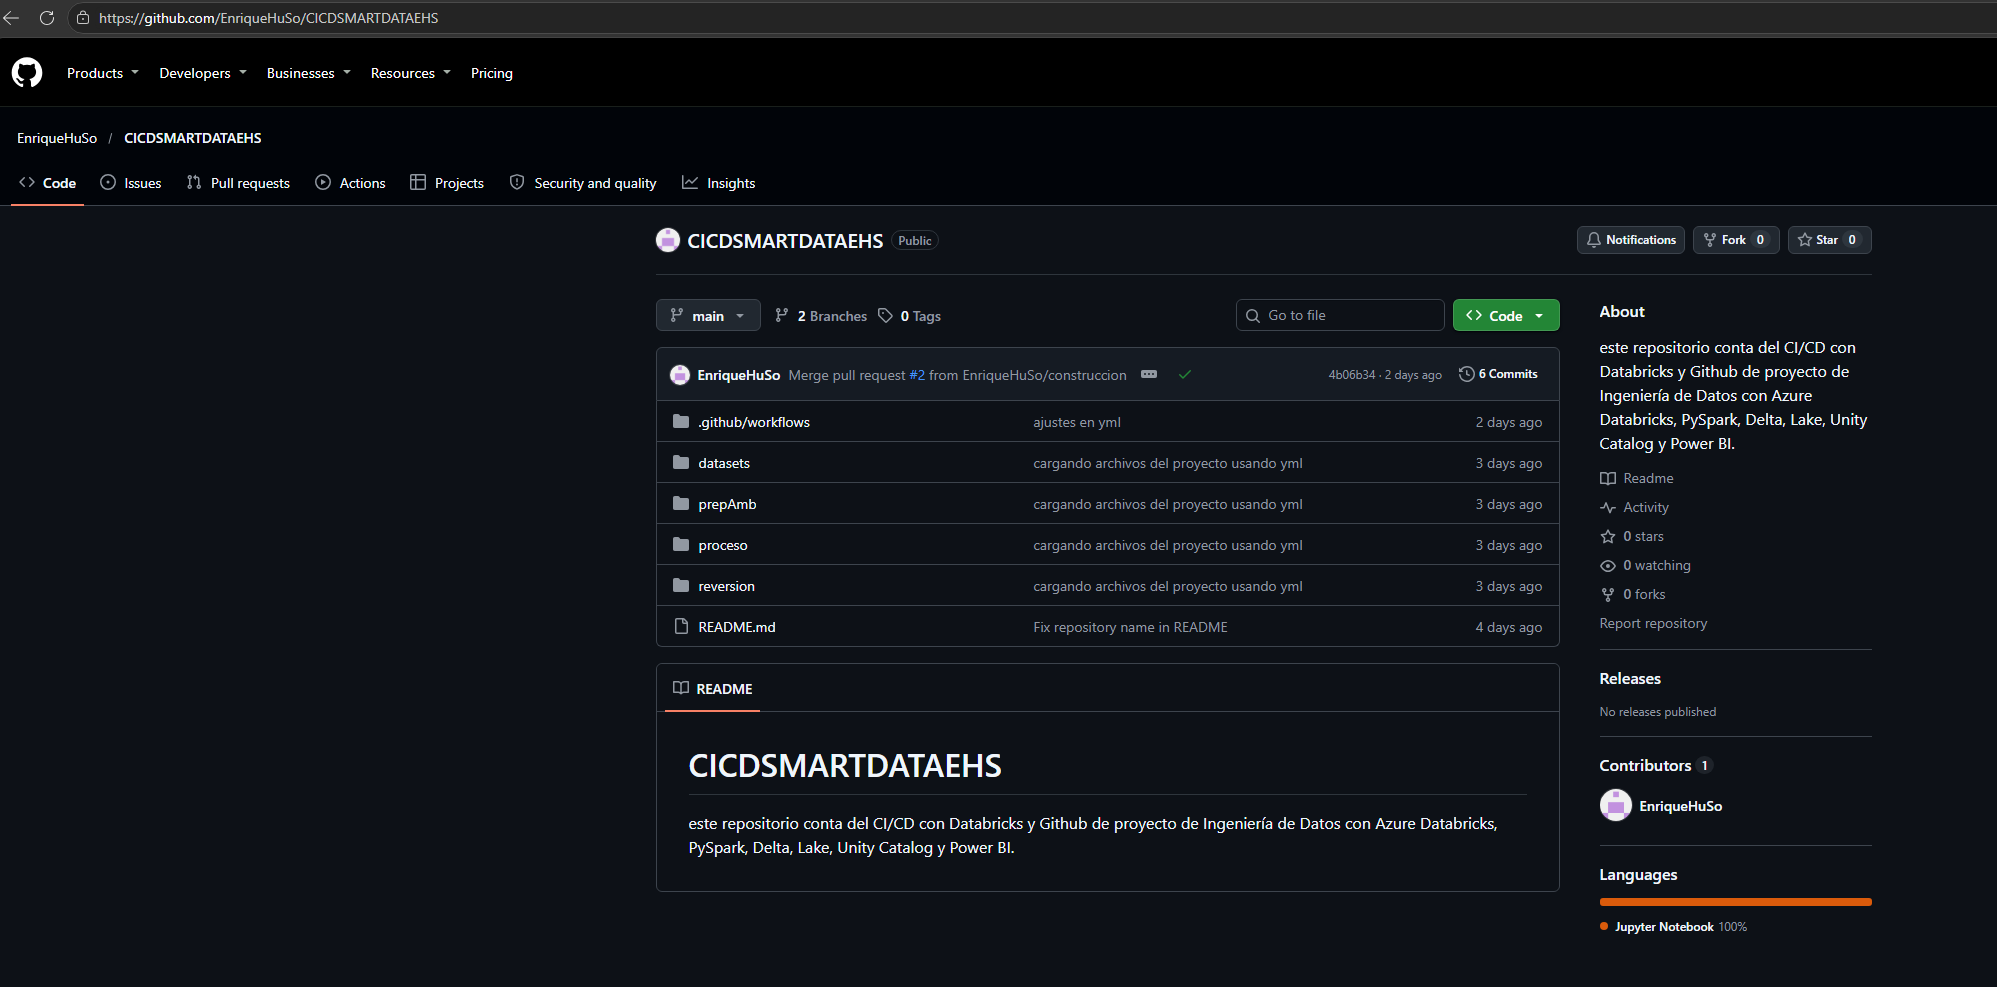 https://github.com/EnriqueHuSo/CICDSMARTDATAEHS
Products Developers Businesses Resources Pricing
EnriqueHuSo / CICDSMARTDATAEHS
Code Issues Pull requests Actions Projects Security and quality Insights
CICDSMARTDATAEHS Public
Notifications Fork 0 Star 0
main 2 Branches 0 Tags Go to file Code
EnriqueHuSo Merge pull request #2 from EnriqueHuSo/construccion 4b06b34 · 2 days ago 6 Commits
.github/workflows ajustes en yml 2 days ago
datasets cargando archivos del proyecto usando yml 3 days ago
prepAmb cargando archivos del proyecto usando yml 3 days ago
proceso cargando archivos del proyecto usando yml 3 days ago
reversion cargando archivos del proyecto usando yml 3 days ago
README.md Fix repository name in README 4 days ago
README
CICDSMARTDATAEHS
este repositorio conta del CI/CD con Databricks y Github de proyecto de Ingeniería de Datos con Azure Databricks,
PySpark, Delta, Lake, Unity Catalog y Power BI.
About
este repositorio conta del CI/CD con
Databricks y Github de proyecto de
Ingeniería de Datos con Azure
Databricks, PySpark, Delta, Lake, Unity
Catalog y Power BI.
Readme
Activity
0 stars
0 watching
0 forks
Report repository
Releases
No releases published
Contributors 1
EnriqueHuSo
Languages
Jupyter Notebook 100%